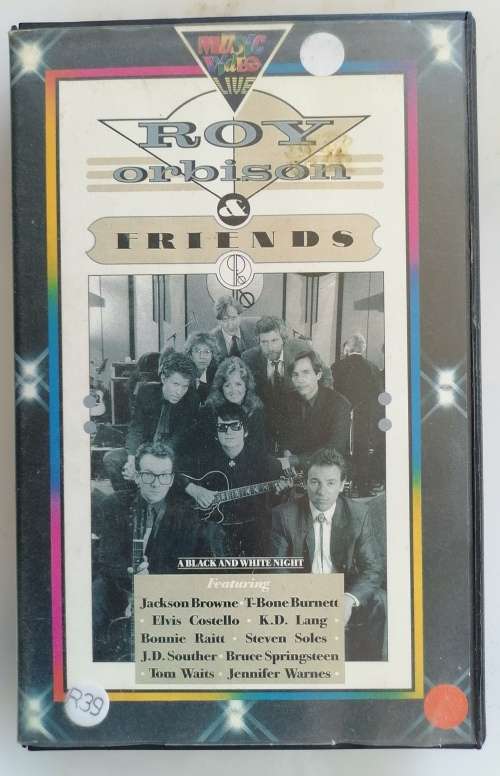 MUSIC
VIDEO
LIVE
ROY
orbison
&
FRIENDS
A BLACK AND WHITE NIGHT
Featuring
Jackson Browne · T-Bone Burnett
· Elvis Costello · K.D. Lang ·
Bonnie Raitt · Steven Soles
J.D. Souther · Bruce Springsteen
· Tom Waits · Jennifer Warnes ·
R39